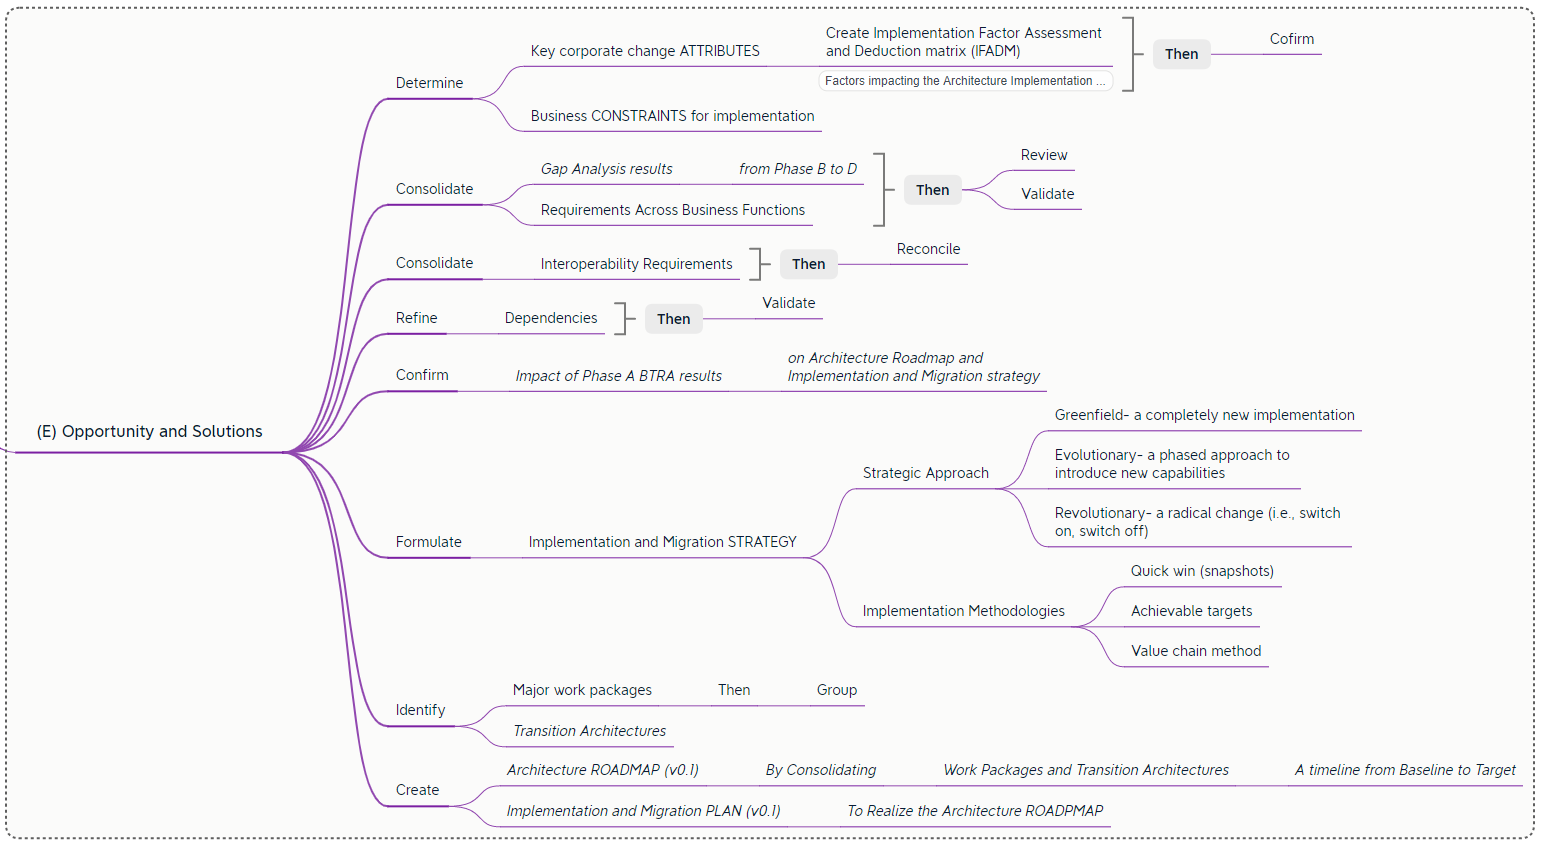 (E) Opportunity and Solutions
Determine
Key corporate change ATTRIBUTES
Create Implementation Factor Assessment
and Deduction matrix (IFADM)
Factors impacting the Architecture Implementation ...
Then
Cofirm
Business CONSTRAINTS for implementation
Consolidate
Gap Analysis results
from Phase B to D
Requirements Across Business Functions
Then
Review
Validate
Consolidate
Interoperability Requirements
Then
Reconcile
Refine
Dependencies
Then
Validate
Confirm
Impact of Phase A BTRA results
on Architecture Roadmap and
Implementation and Migration strategy
Formulate
Implementation and Migration STRATEGY
Strategic Approach
Greenfield- a completely new implementation
Evolutionary- a phased approach to
introduce new capabilities
Revolutionary- a radical change (i.e., switch
on, switch off)
Implementation Methodologies
Quick win (snapshots)
Achievable targets
Value chain method
Identify
Major work packages
Then
Group
Transition Architectures
Create
Architecture ROADMAP (v0.1)
By Consolidating
Work Packages and Transition Architectures
A timeline from Baseline to Target
Implementation and Migration PLAN (v0.1)
To Realize the Architecture ROADPMAP